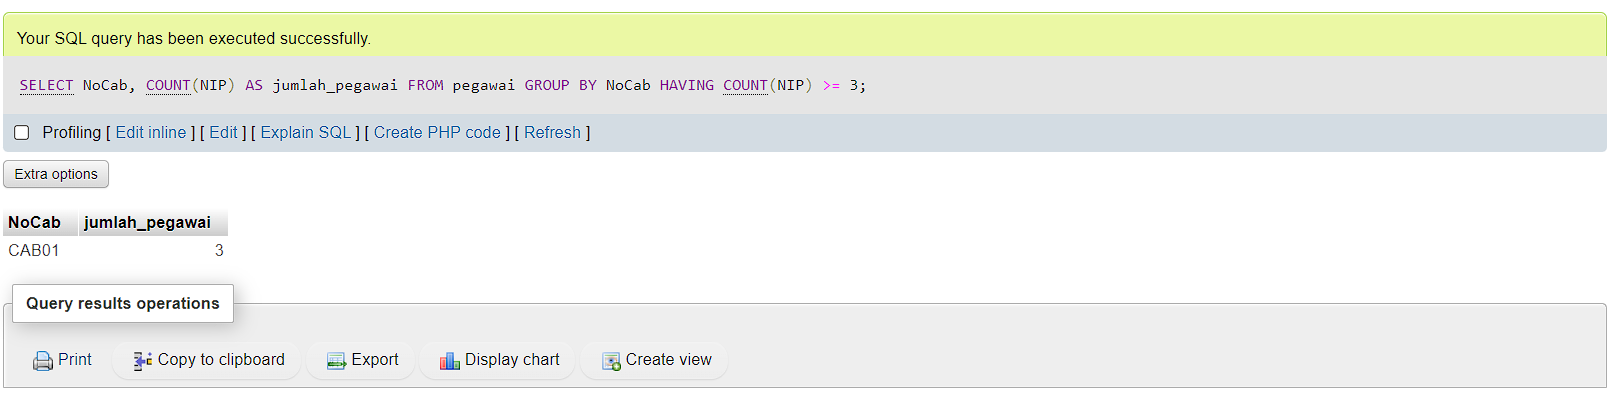 Your SQL query has been executed successfully.
SELECT NoCab, COUNT(NIP) AS jumlah_pegawai FROM pegawai GROUP BY NoCab HAVING COUNT(NIP) >= 3;
Profiling [ Edit inline ] [ Edit ] [ Explain SQL ] [ Create PHP code ] [ Refresh ]
Extra options
NoCab jumlah_pegawai
CAB01 3
Query results operations
Print Copy to clipboard Export Display chart Create view